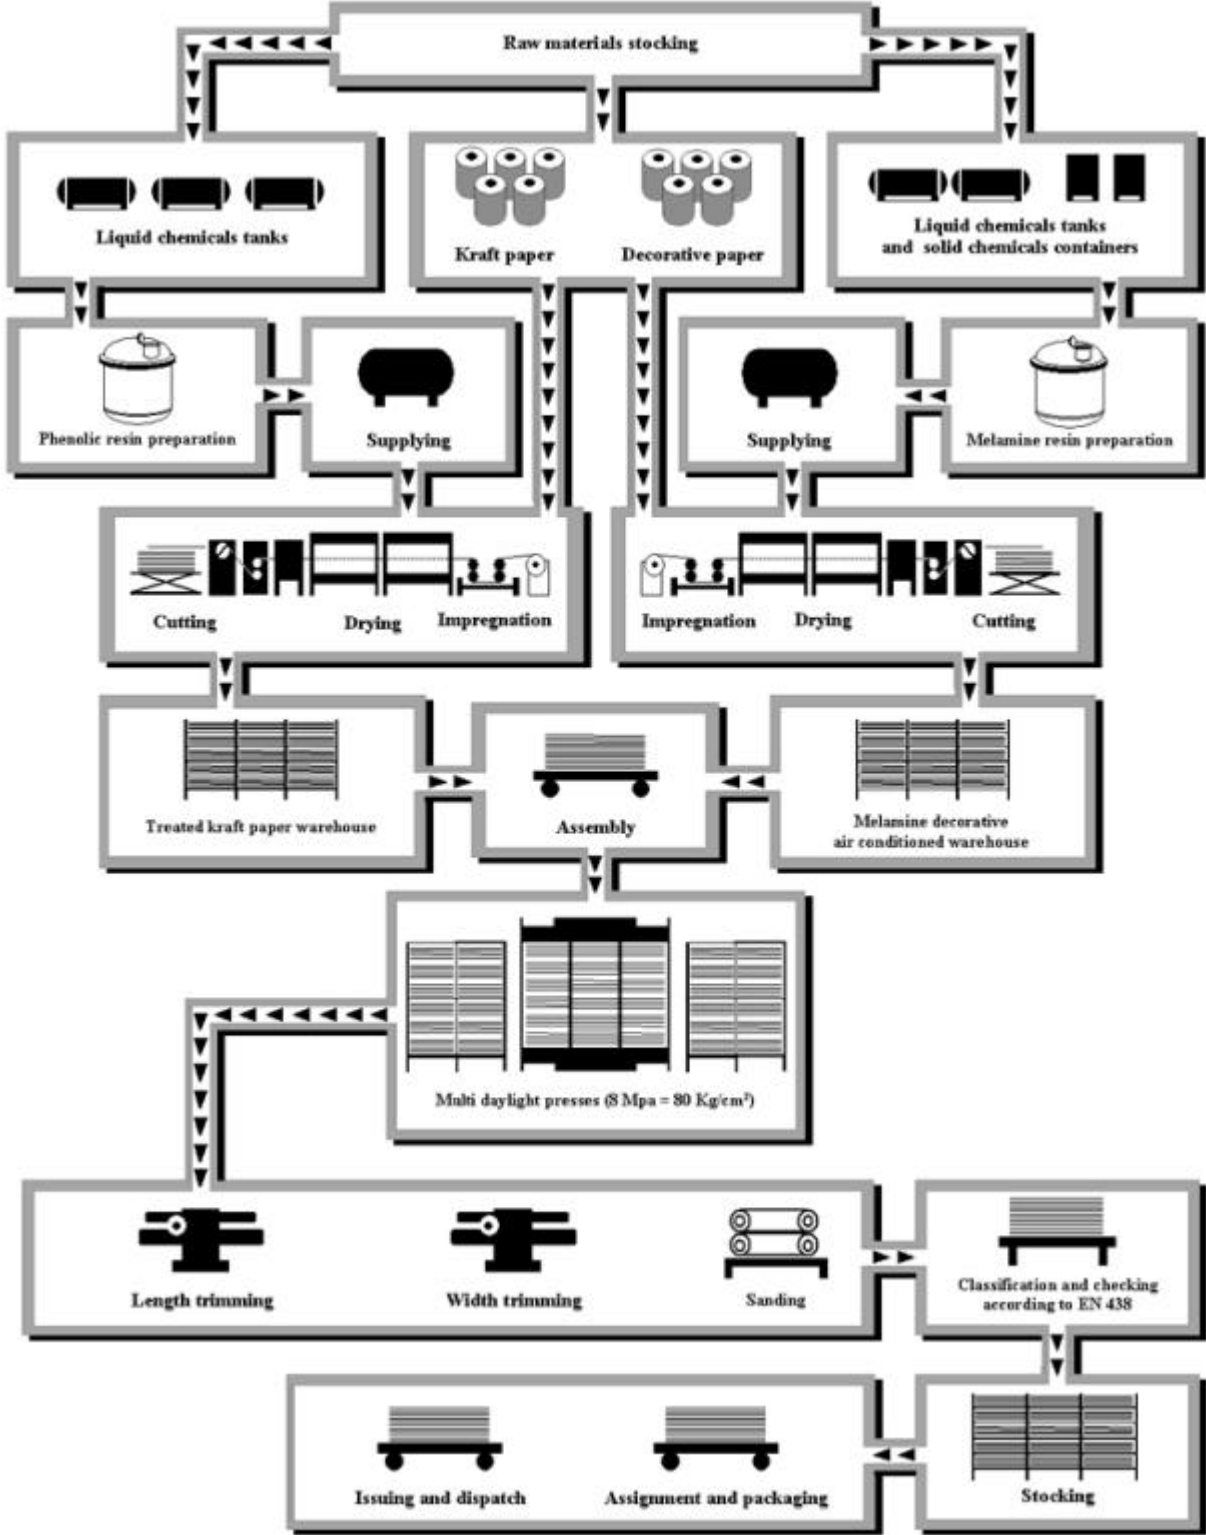 Raw materials stocking
Liquid chemicals tanks
Kraft paper
Decorative paper
Liquid chemicals tanks
and solid chemicals containers
Phenolic resin preparation
Supplying
Supplying
Melamine resin preparation
Cutting
Drying
Impregnation
Impregnation
Drying
Cutting
Treated kraft paper warehouse
Assembly
Melamine decorative
air conditioned warehouse
Multi daylight presses (8 Mpa = 80 Kg/cm²)
Length trimming
Width trimming
Sanding
Classification and checking
according to EN 438
Issuing and dispatch
Assignment and packaging
Stocking